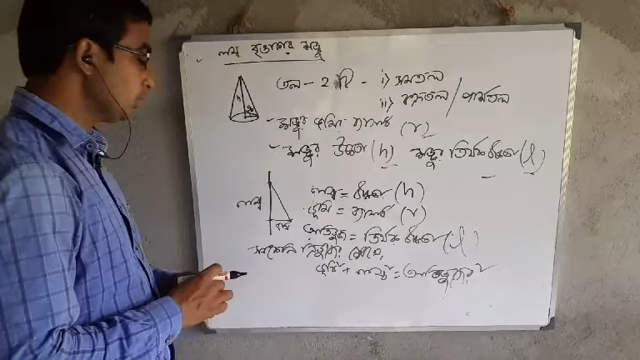 লম্ব বৃত্তাকার শঙ্কু
তল - 2 টি - i) সমতল
ii) বক্রতল / পার্শ্বতল
- শঙ্কুর ভূমির ব্যাসার্ধ (r)
- শঙ্কুর উচ্চতা (h) শঙ্কুর তির্যক উচ্চতা (l)
লম্ব
ভূমি
লম্ব = উচ্চতা (h)
ভূমি = ব্যাসার্ধ (r)
অতিভুজ = তির্যক উচ্চতা (l)
সমকোণী ত্রিভুজের ক্ষেত্রে,
ভূমি² + লম্ব² = অতিভুজ²